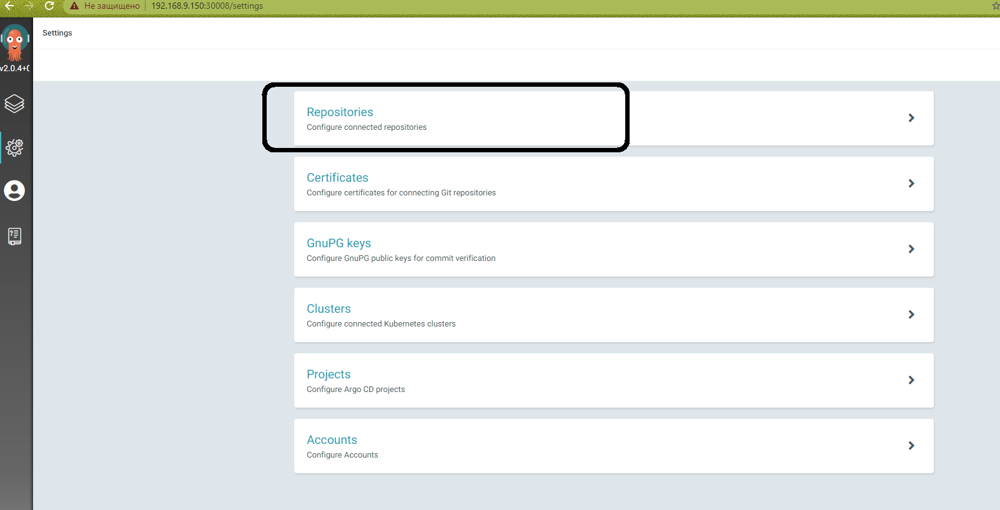 Не защищено 192.168.9.150:30008/settings
Settings
v2.0.4+
Repositories
Configure connected repositories
Certificates
Configure certificates for connecting Git repositories
GnuPG keys
Configure GnuPG public keys for commit verification
Clusters
Configure connected Kubernetes clusters
Projects
Configure Argo CD projects
Accounts
Configure Accounts